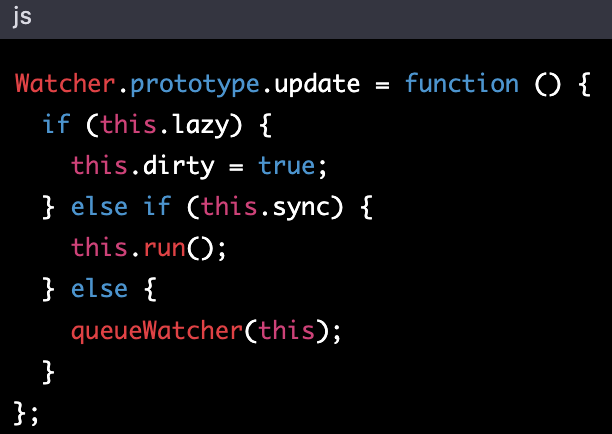 js
Watcher.prototype.update = function () {
  if (this.lazy) {
    this.dirty = true;
  } else if (this.sync) {
    this.run();
  } else {
    queueWatcher(this);
  }
};